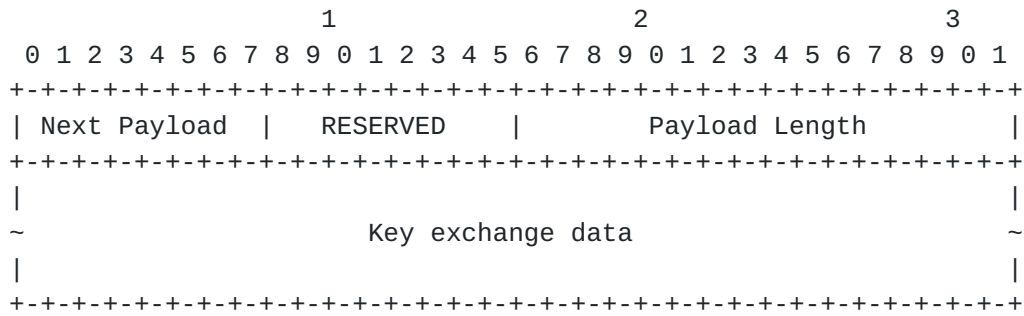 1                   2                   3
 0 1 2 3 4 5 6 7 8 9 0 1 2 3 4 5 6 7 8 9 0 1 2 3 4 5 6 7 8 9 0 1
+-+-+-+-+-+-+-+-+-+-+-+-+-+-+-+-+-+-+-+-+-+-+-+-+-+-+-+-+-+-+-+-+
| Next Payload  |   RESERVED    |        Payload Length         |
+-+-+-+-+-+-+-+-+-+-+-+-+-+-+-+-+-+-+-+-+-+-+-+-+-+-+-+-+-+-+-+-+
|                                                               |
~                      Key exchange data                        ~
|                                                               |
+-+-+-+-+-+-+-+-+-+-+-+-+-+-+-+-+-+-+-+-+-+-+-+-+-+-+-+-+-+-+-+-+